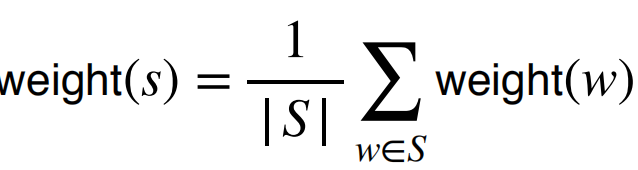 weight(s) = 1/|S| ∑_{w∈S} weight(w)